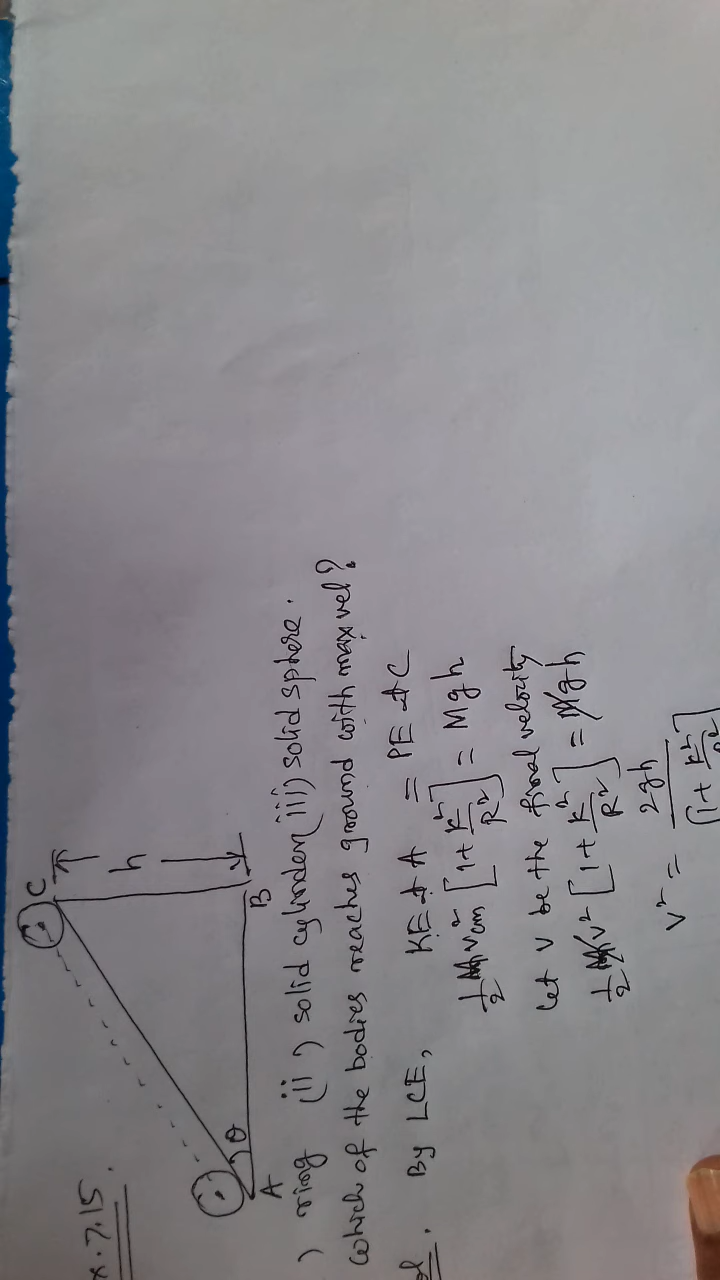 x. 7.15.
C
h
A
θ
B
) ring (ii) solid cylinder (iii) solid sphere.
which of the bodies reaches ground with max vel?
By LCE, KE at A = PE at C
1/2 M v²cm [1 + K²/R²] = Mgh
Let v be the final velocity
1/2 M v² [1 + K²/R²] = Mgh
v² = 2gh / [1 + K²/R²]